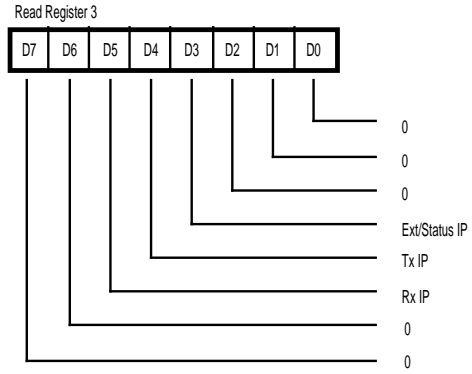 Read Register 3
D7 D6 D5 D4 D3 D2 D1 D0
0
0
0
Ext/Status IP
Tx IP
Rx IP
0
0